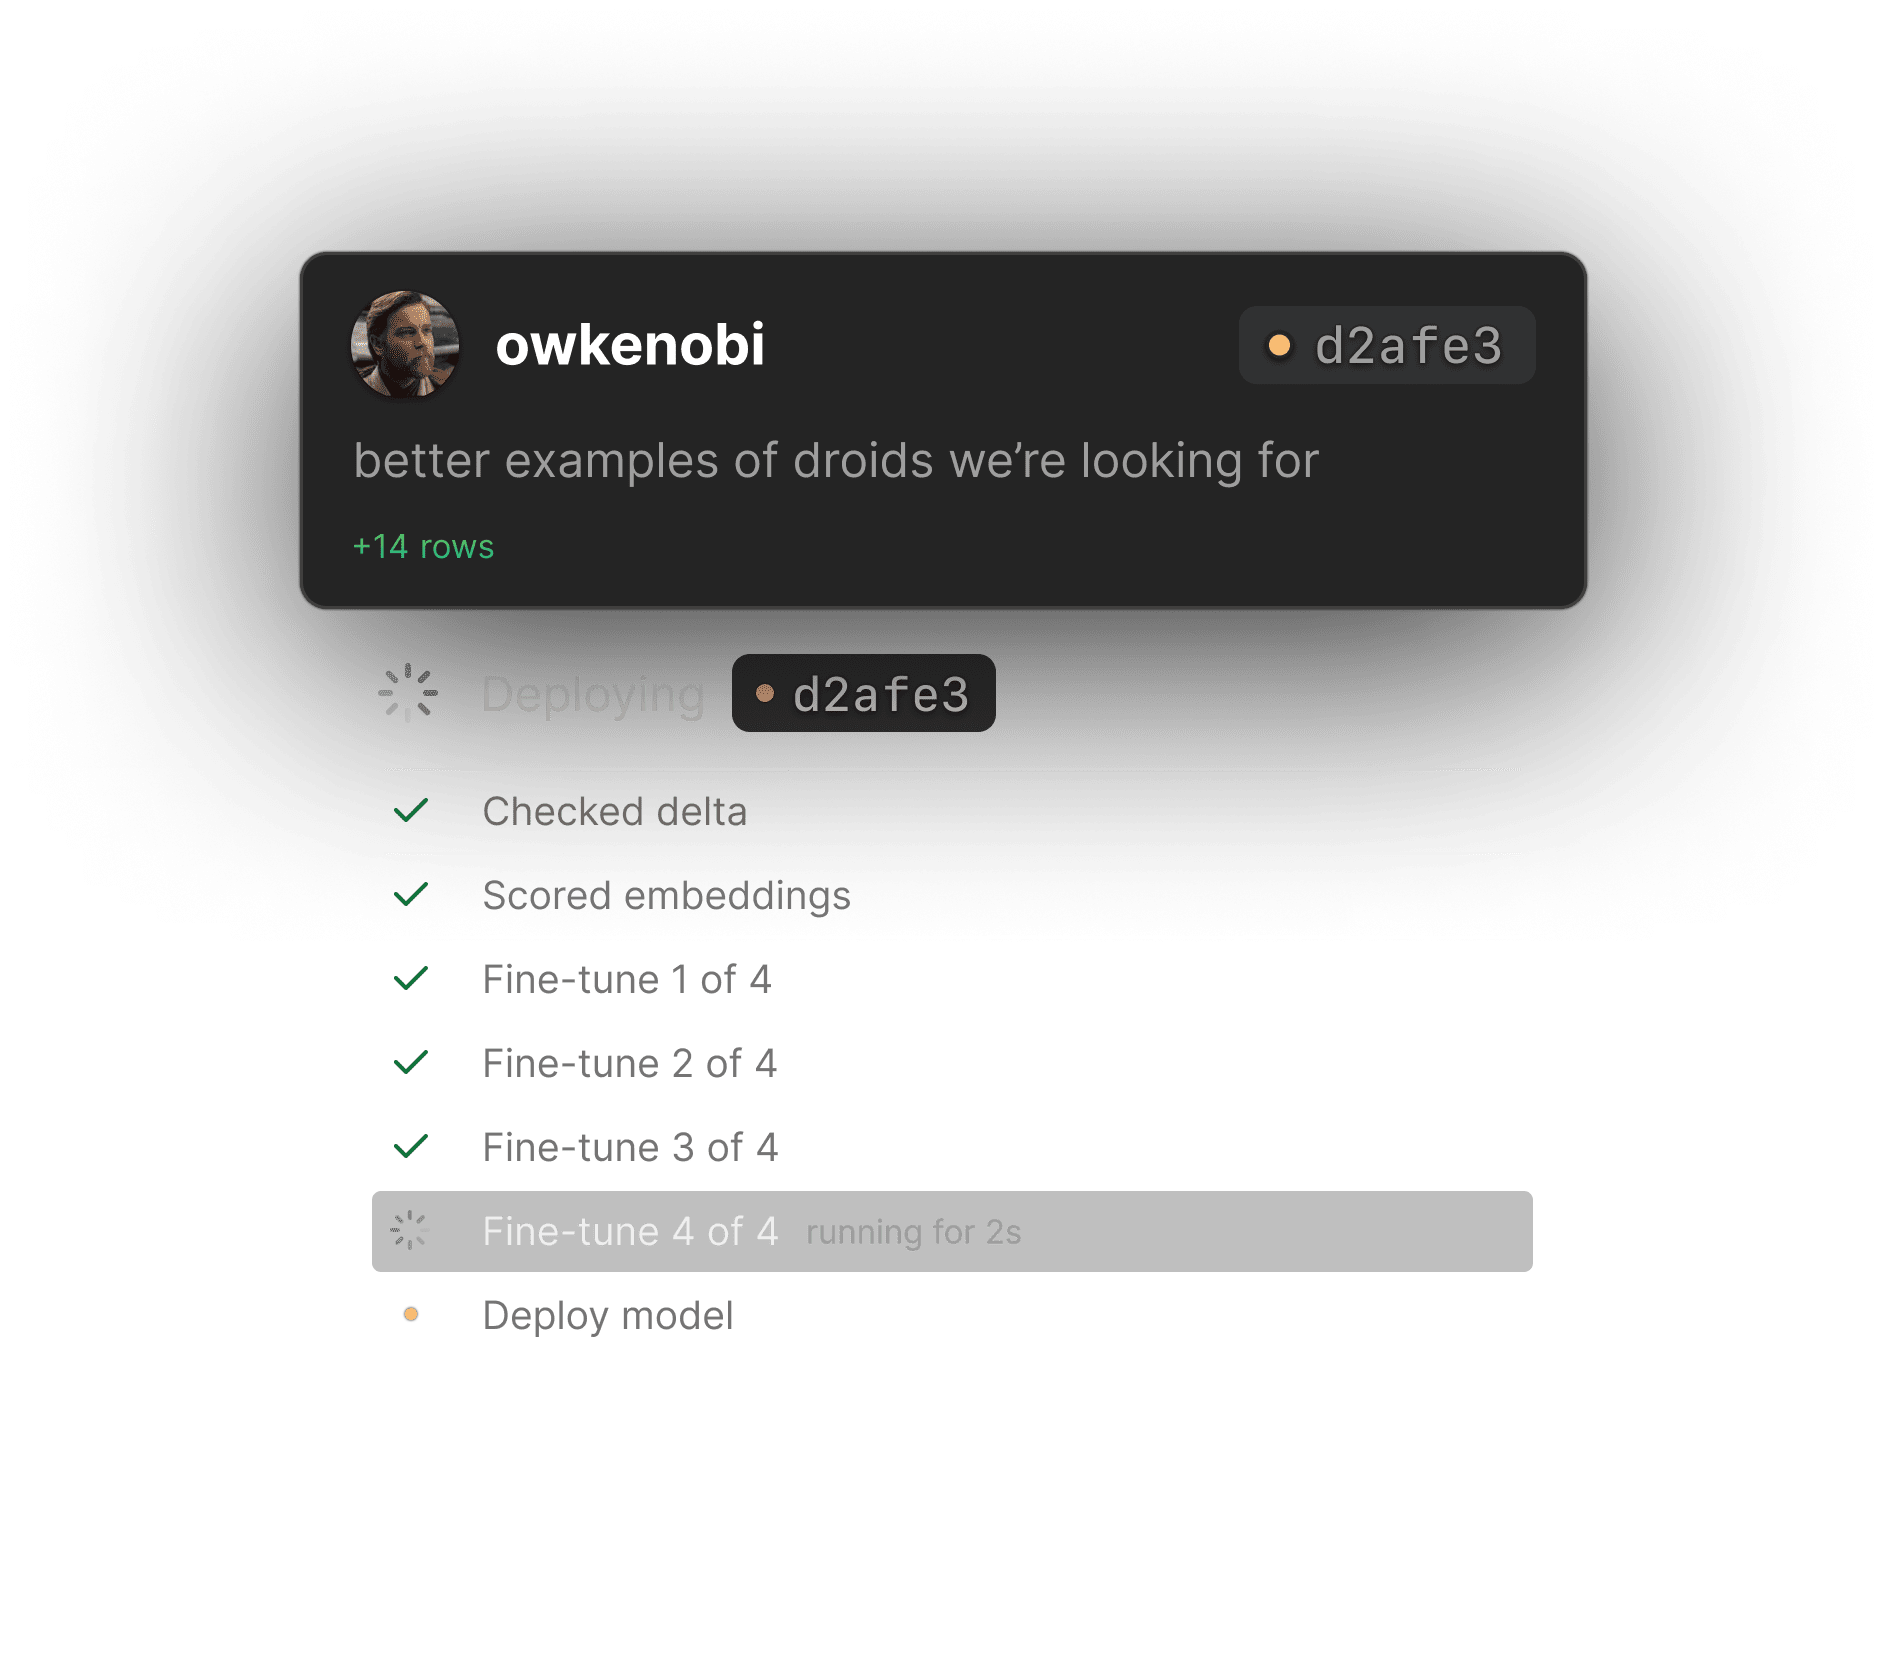 owkenobi d2afe3
better examples of droids we’re looking for
+14 rows
Deploying d2afe3
Checked delta
Scored embeddings
Fine-tune 1 of 4
Fine-tune 2 of 4
Fine-tune 3 of 4
Fine-tune 4 of 4 running for 2s
Deploy model